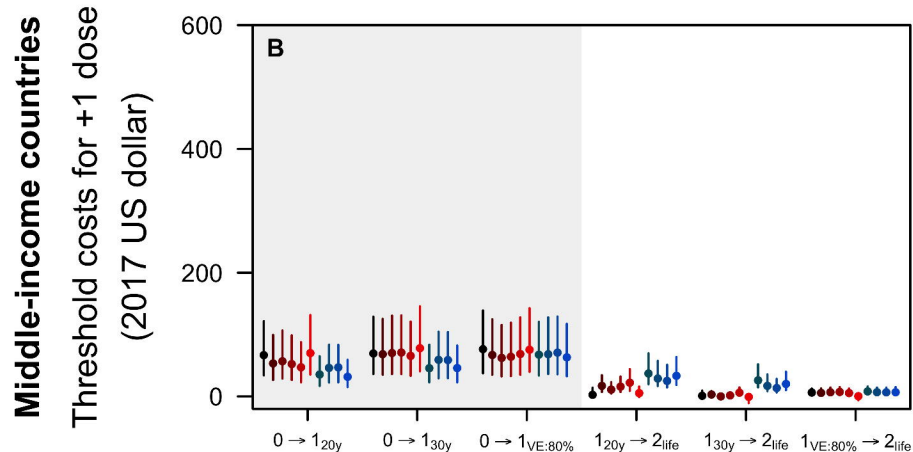 Middle-income countries
Threshold costs for +1 dose
(2017 US dollar)
B
600
400
200
0
0 → 120y
0 → 130y
0 → 1VE:80%
120y → 2life
130y → 2life
1VE:80% → 2life